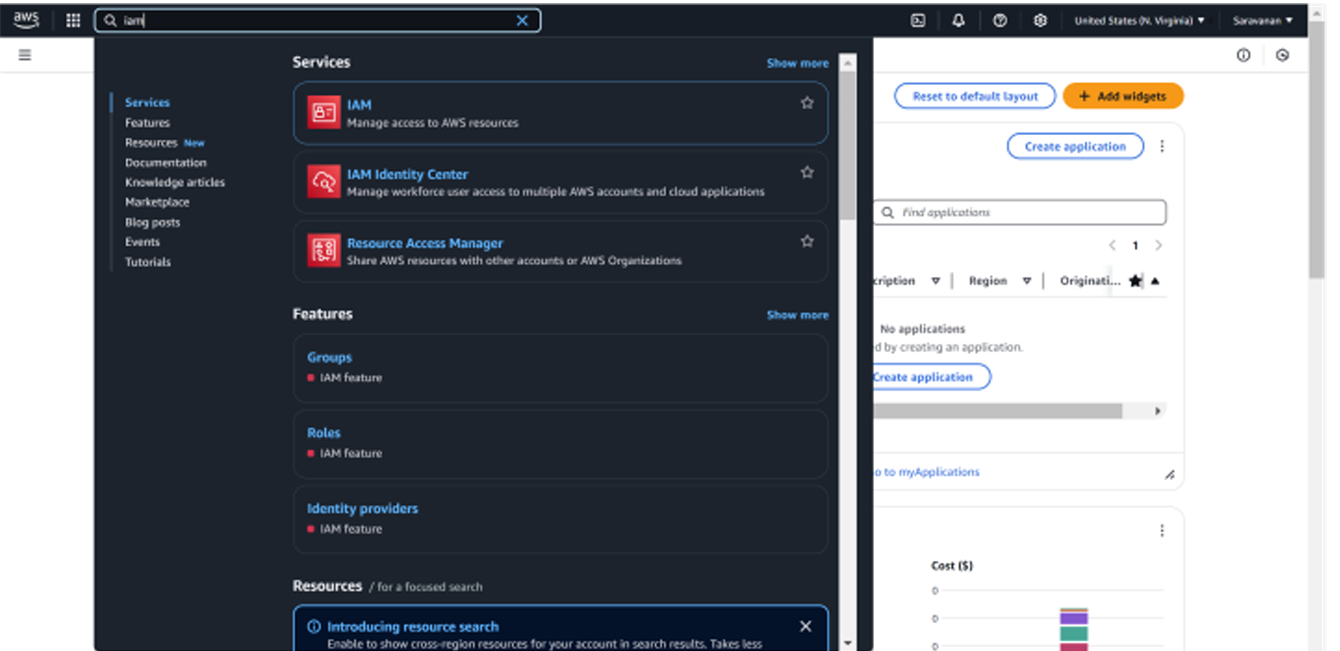 aws
iam
United States (N. Virginia)
Saravanan
Services
Features
Resources New
Documentation
Knowledge articles
Marketplace
Blog posts
Events
Tutorials
Services
Show more
IAM
Manage access to AWS resources
IAM Identity Center
Manage workforce user access to multiple AWS accounts and cloud applications
Resource Access Manager
Share AWS resources with other accounts or AWS Organizations
Features
Show more
Groups
IAM feature
Roles
IAM feature
Identity providers
IAM feature
Resources / for a focused search
Introducing resource search
Enable to show cross-region resources for your account in search results. Takes less
Reset to default layout
+ Add widgets
Create application
Find applications
1
cription
Region
Originati...
No applications
d by creating an application.
Create application
o to myApplications
Cost ($)
0
0
0